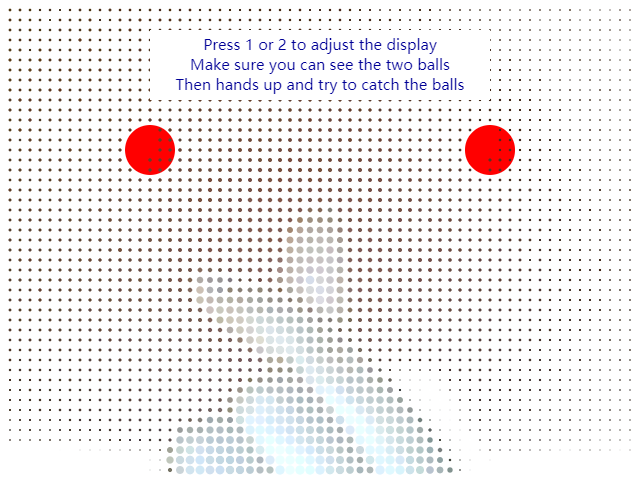 Press 1 or 2 to adjust the display
Make sure you can see the two balls
Then hands up and try to catch the balls